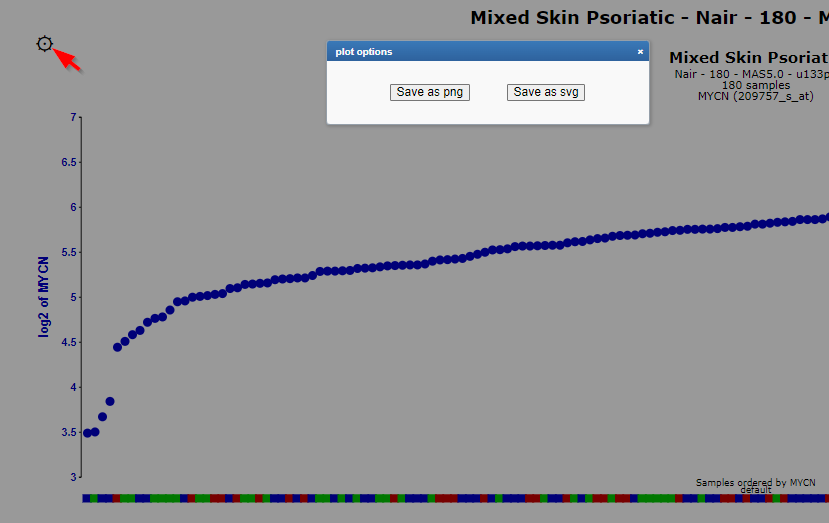 Mixed Skin Psoriatic - Nair - 180 - M
plot options
Save as png
Save as svg
Mixed Skin Psoriat
Nair - 180 - MAS5.0 - u133p
180 samples
MYCN (209757_s_at)
7
6.5
6
5.5
5
4.5
4
3.5
3
log2 of MYCN
Samples ordered by MYCN
default